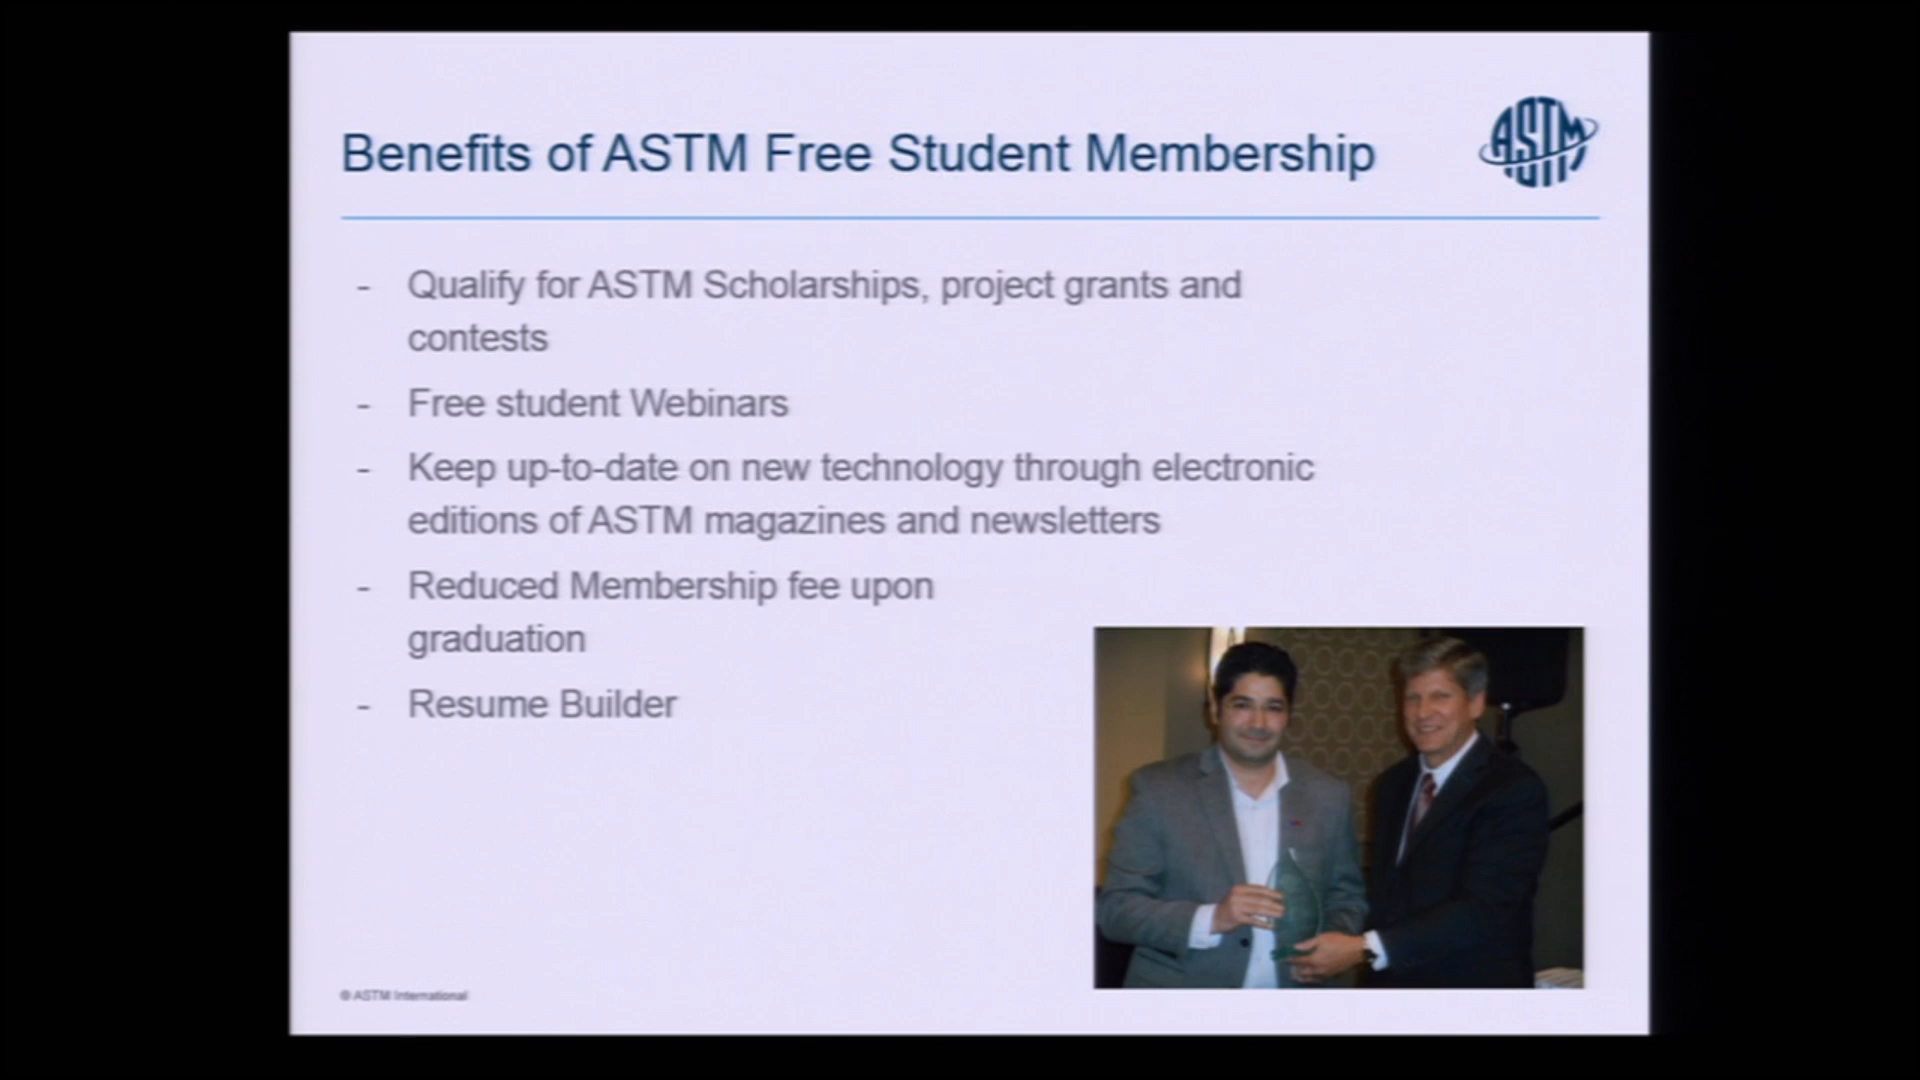 Benefits of ASTM Free Student Membership
ASTM
- Qualify for ASTM Scholarships, project grants and
contests
- Free student Webinars
- Keep up-to-date on new technology through electronic
editions of ASTM magazines and newsletters
- Reduced Membership fee upon
graduation
- Resume Builder
© ASTM International